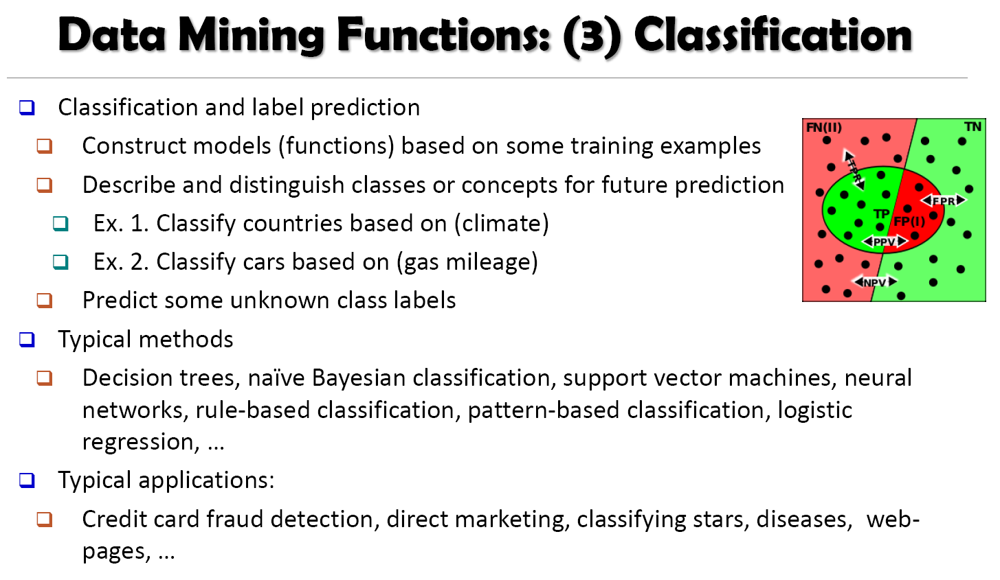 Data Mining Functions: (3) Classification
Classification and label prediction
Construct models (functions) based on some training examples
Describe and distinguish classes or concepts for future prediction
Ex. 1. Classify countries based on (climate)
Ex. 2. Classify cars based on (gas mileage)
Predict some unknown class labels
Typical methods
Decision trees, naïve Bayesian classification, support vector machines, neural
networks, rule-based classification, pattern-based classification, logistic
regression, ...
Typical applications:
Credit card fraud detection, direct marketing, classifying stars, diseases,  web-
pages, ...
FN(II)
TN
TPR
FPR
TP
FP(I)
PPV
NPV